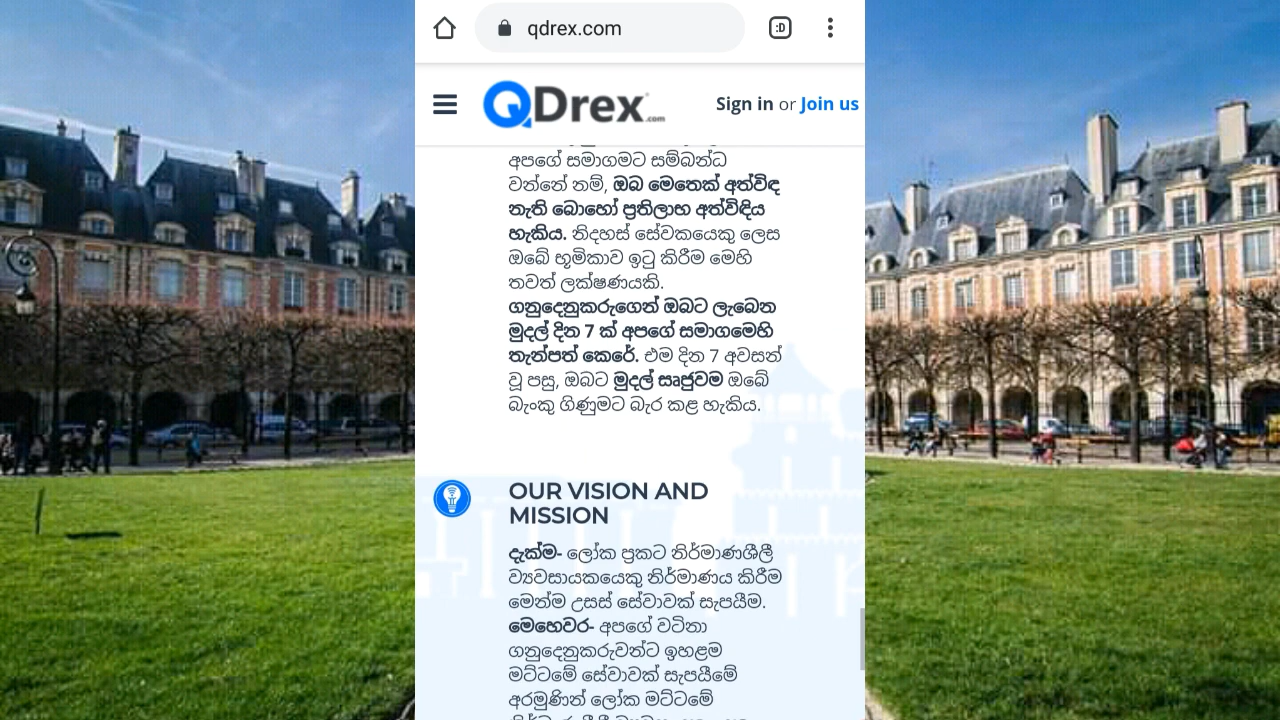 qdrex.com
:D
QDrex.com
Sign in or Join us
අපගේ සමාගමට සම්බන්ධ
වන්නේ නම්, ඔබ මෙතෙක් අත්විඳ
නැති බොහෝ ප්‍රතිලාභ අත්විඳිය
හැකිය. නිදහස් සේවකයෙකු ලෙස
ඔබේ භූමිකාව ඉටු කිරීම මෙහි
තවත් ලක්ෂණයකි.
ගනුදෙනුකරුගෙන් ඔබට ලැබෙන
මුදල් දින 7 ක් අපගේ සමාගමෙහි
තැන්පත් කෙරේ. එම දින 7 අවසන්
වූ පසු, ඔබට මුදල් සෘජුවම ඔබේ
බැංකු ගිණුමට බැර කළ හැකිය.
OUR VISION AND
MISSION
දැක්ම- ලෝක ප්‍රකට නිර්මාණශීලී
ව්‍යවසායකයෙකු නිර්මාණය කිරීම
මෙන්ම උසස් සේවාවක් සැපයීම.
මෙහෙවර- අපගේ වටිනා
ගනුදෙනුකරුවන්ට ඉහළම
මට්ටමේ සේවාවක් සැපයීමේ
අරමුණින් ලෝක මට්ටමේ